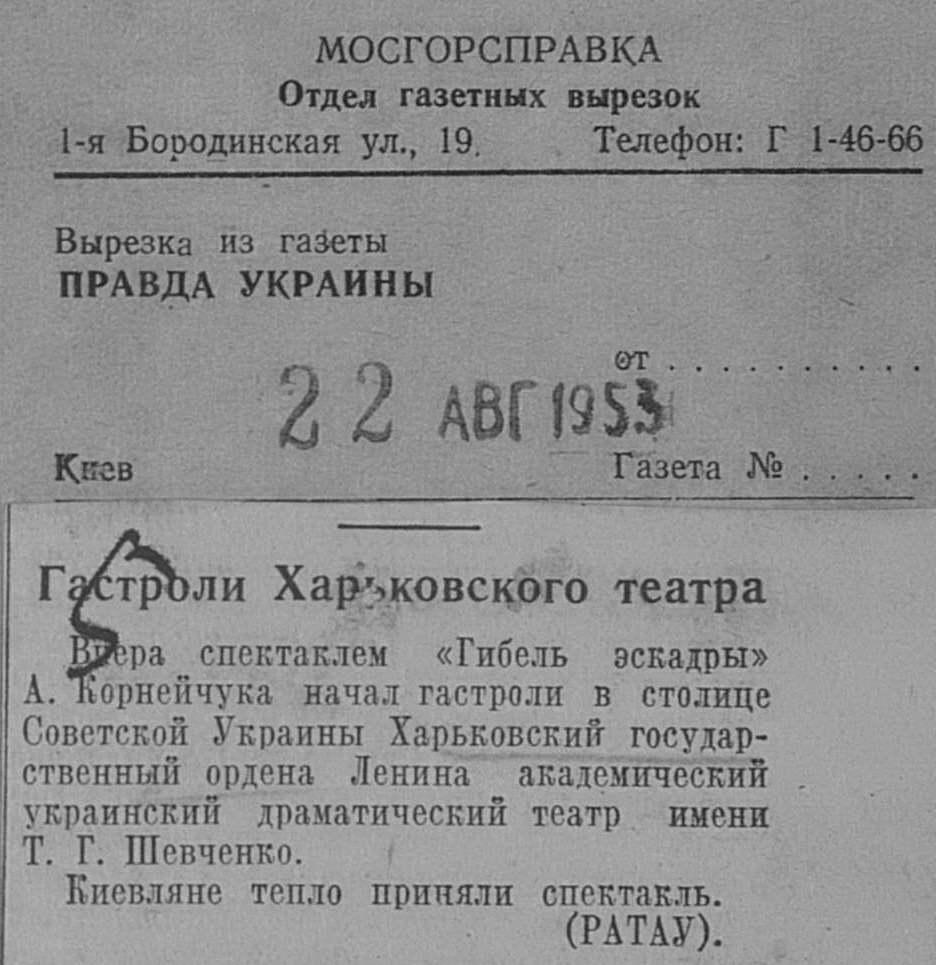 МОСГОРСПРАВКА
Отдел газетных вырезок
1-я Бородинская ул., 19. Телефон: Г 1-46-66
Вырезка из газеты
ПРАВДА УКРАИНЫ
от . . . . . . . . . . .
22 АВГ 1953
Киев Газета № . . . . .
Гастроли Харьковского театра
Вчера спектаклем «Гибель эскадры»
А. Корнейчука начал гастроли в столице
Советской Украины Харьковский государ-
ственный ордена Ленина академический
украинский драматический театр имени
Т. Г. Шевченко.
Киевляне тепло приняли спектакль.
(РАТАУ).